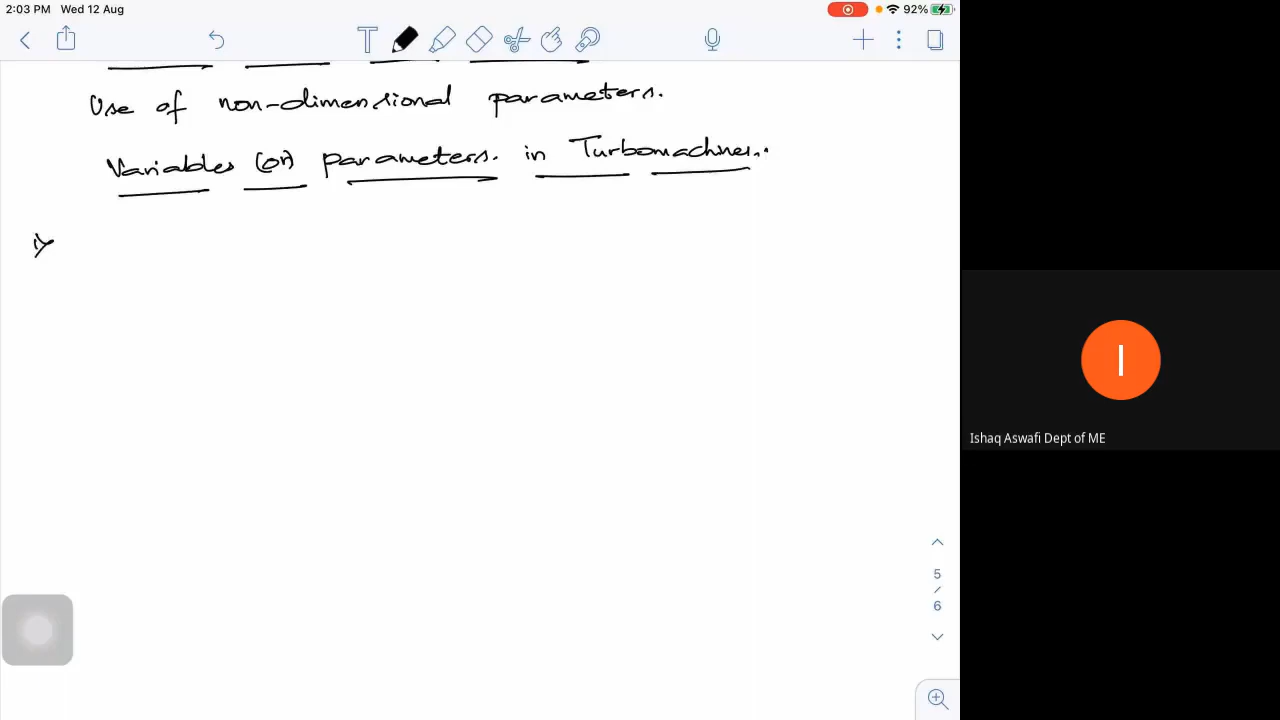 2:03 PM Wed 12 Aug
92%
T
Use of non-dimensional parameters.
Variables (or) parameters. in Turbomachines.
5
6
I
Ishaq Aswafi Dept of ME